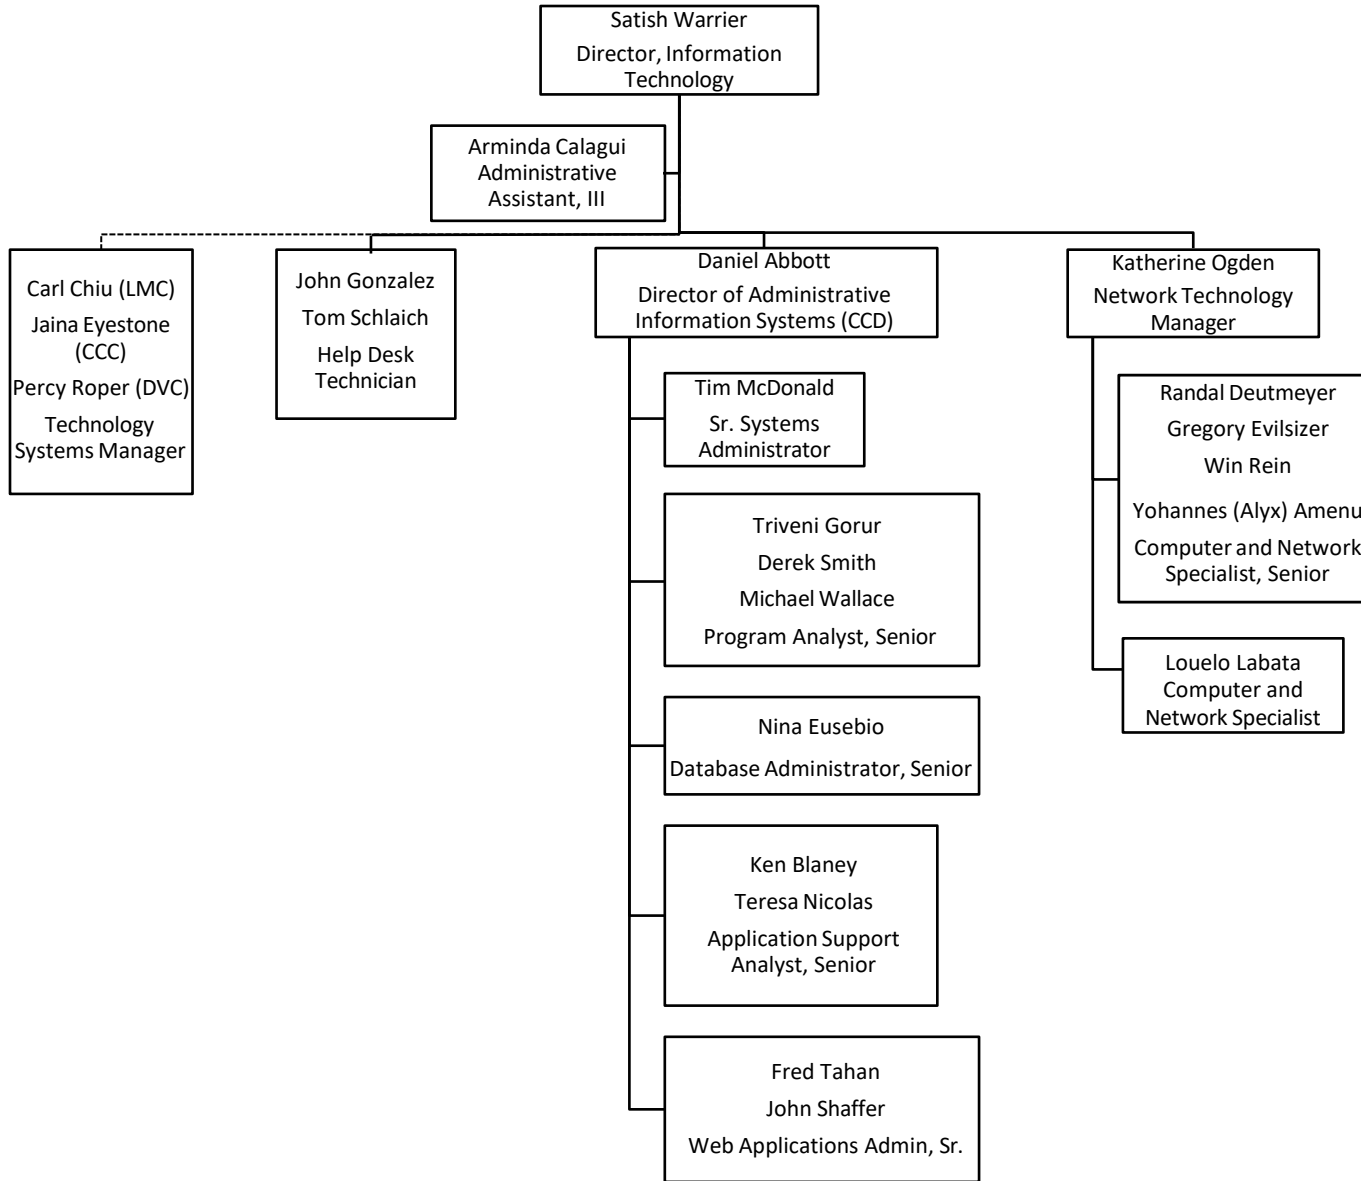 Satish Warrier
Director, Information
Technology
Arminda Calagui
Administrative
Assistant, III
Carl Chiu (LMC)
Jaina Eyestone
(CCC)
Percy Roper (DVC)
Technology
Systems Manager
John Gonzalez
Tom Schlaich
Help Desk
Technician
Daniel Abbott
Director of Administrative
Information Systems (CCD)
Tim McDonald
Sr. Systems
Administrator
Triveni Gorur
Derek Smith
Michael Wallace
Program Analyst, Senior
Nina Eusebio
Database Administrator, Senior
Ken Blaney
Teresa Nicolas
Application Support
Analyst, Senior
Fred Tahan
John Shaffer
Web Applications Admin, Sr.
Katherine Ogden
Network Technology
Manager
Randal Deutmeyer
Gregory Evilsizer
Win Rein
Yohannes (Alyx) Amenu
Computer and Network
Specialist, Senior
Louelo Labata
Computer and
Network Specialist